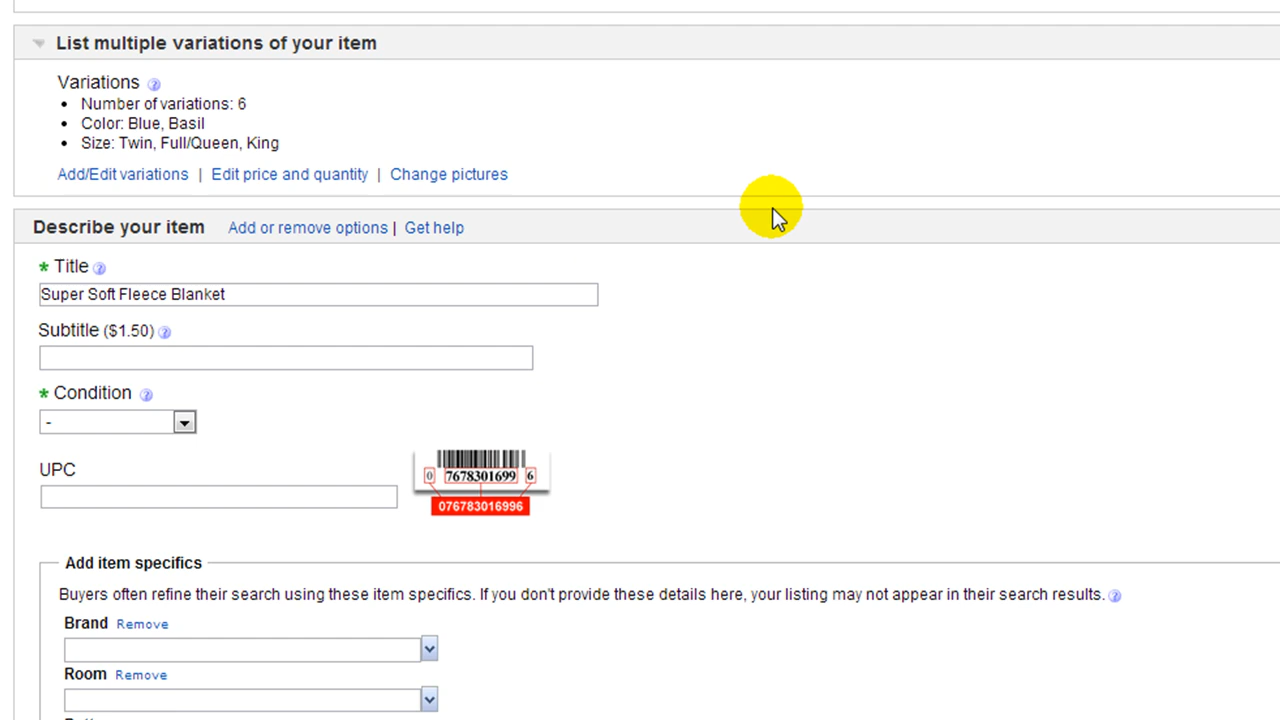 List multiple variations of your item
Variations
Number of variations: 6
Color: Blue, Basil
Size: Twin, Full/Queen, King
Add/Edit variations | Edit price and quantity | Change pictures
Describe your item Add or remove options | Get help
* Title
Super Soft Fleece Blanket
Subtitle ($1.50)
* Condition
-
UPC
0 7678301699 6
076783016996
Add item specifics
Buyers often refine their search using these item specifics. If you don't provide these details here, your listing may not appear in their search results.
Brand Remove
Room Remove